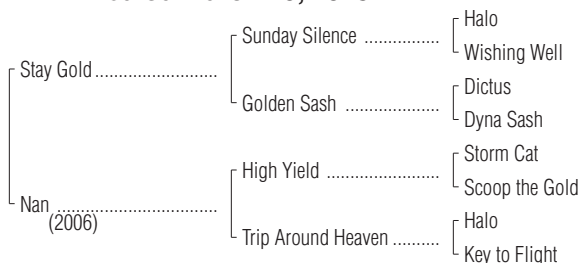 Halo
Sunday Silence ................
Wishing Well
Stay Gold ..........................
Dictus
Golden Sash ....................
Dyna Sash
Storm Cat
High Yield ........................
Scoop the Gold
Nan ..................................
(2006)
Halo
Trip Around Heaven ..........
Key to Flight